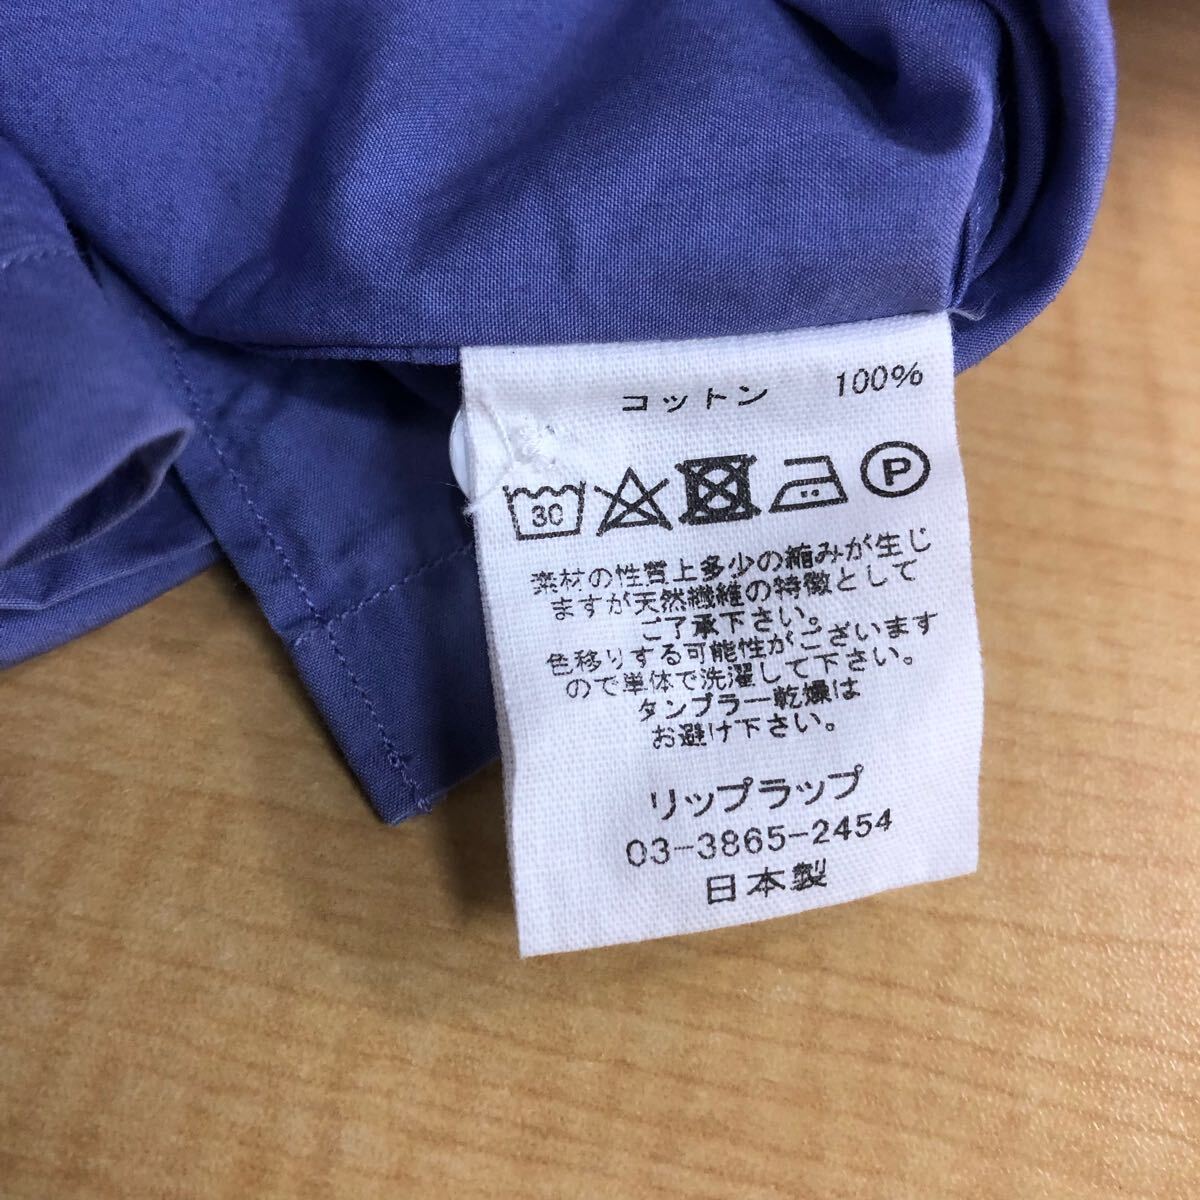 コットン 100%
30 P
素材の性質上多少の縮みが生じ
ますが天然繊維の特徴として
ご了承下さい。
色移りする可能性がございます
ので単体で洗濯して下さい。
タンブラー乾燥は
お避け下さい。
リップラップ
03-3865-2454
日本製